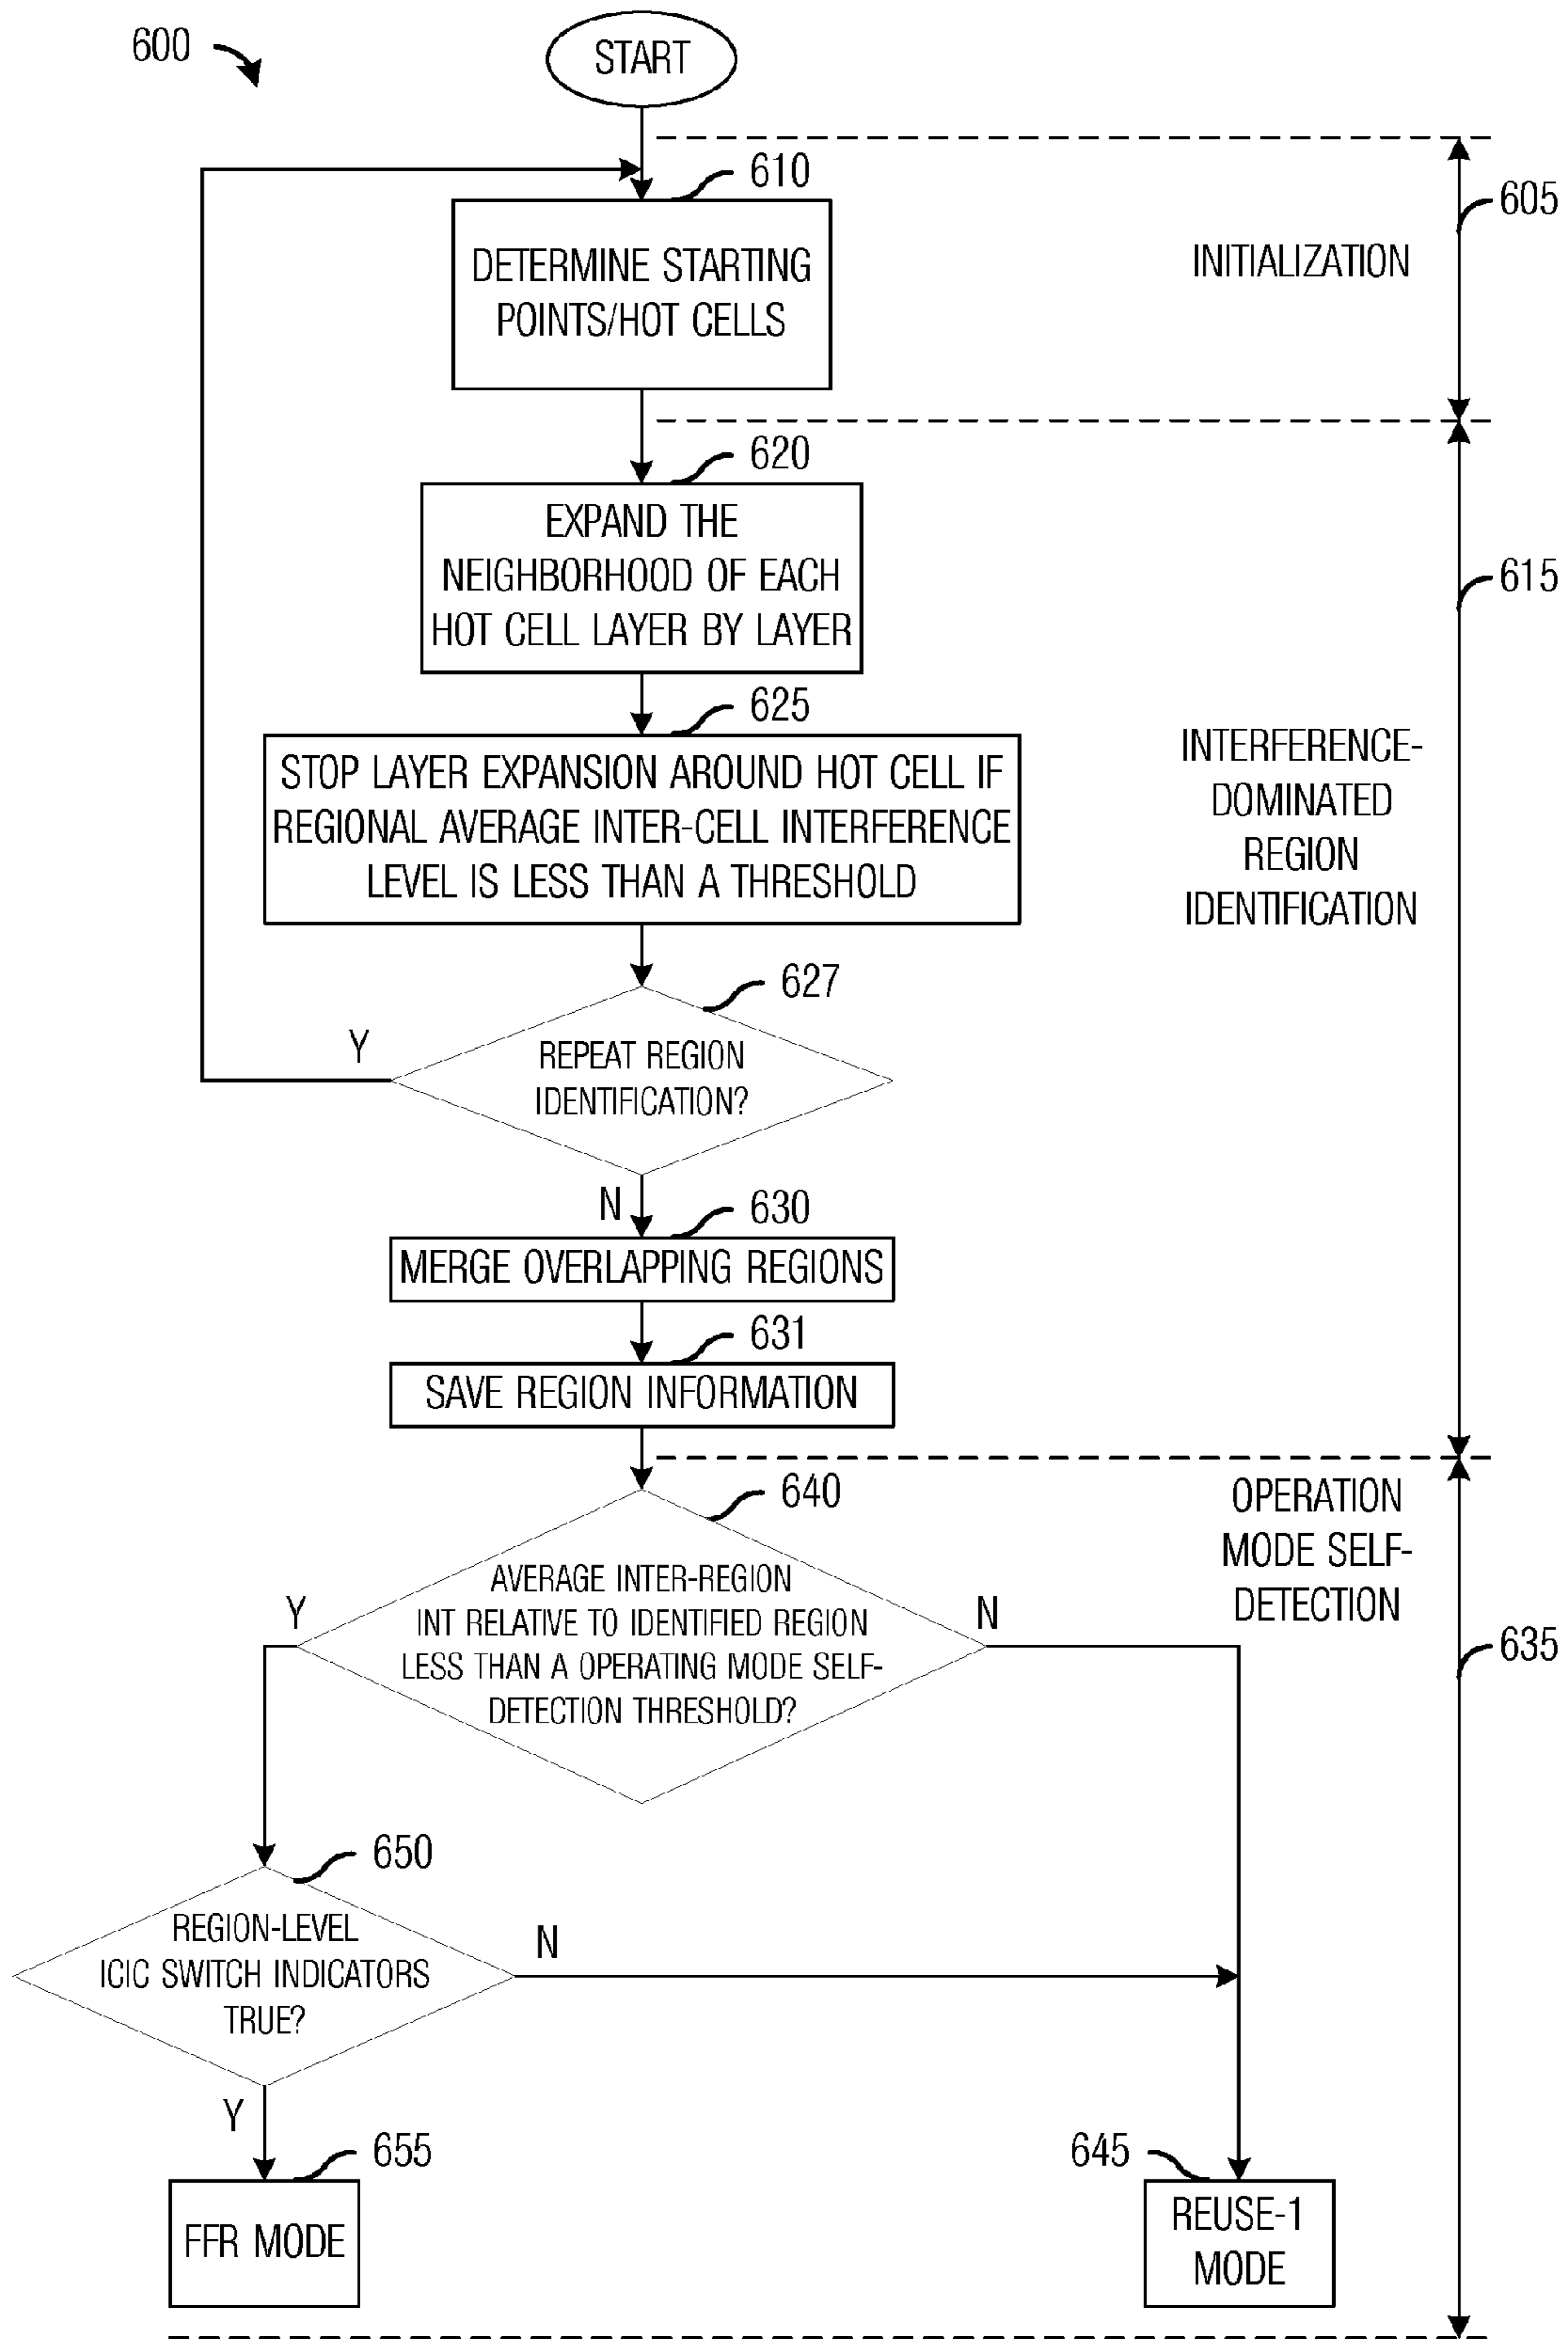 600
START
610
605
DETERMINE STARTING
POINTS/HOT CELLS
INITIALIZATION
620
EXPAND THE
NEIGHBORHOOD OF EACH
HOT CELL LAYER BY LAYER
615
625
STOP LAYER EXPANSION AROUND HOT CELL IF
REGIONAL AVERAGE INTER-CELL INTERFERENCE
LEVEL IS LESS THAN A THRESHOLD
INTERFERENCE-
DOMINATED
REGION
IDENTIFICATION
627
Y
REPEAT REGION
IDENTIFICATION?
N
630
MERGE OVERLAPPING REGIONS
631
SAVE REGION INFORMATION
640
OPERATION
MODE SELF-
DETECTION
635
AVERAGE INTER-REGION
INT RELATIVE TO IDENTIFIED REGION
LESS THAN A OPERATING MODE SELF-
DETECTION THRESHOLD?
Y
N
650
REGION-LEVEL
ICIC SWITCH INDICATORS
TRUE?
N
Y
655
FFR MODE
645
REUSE-1
MODE